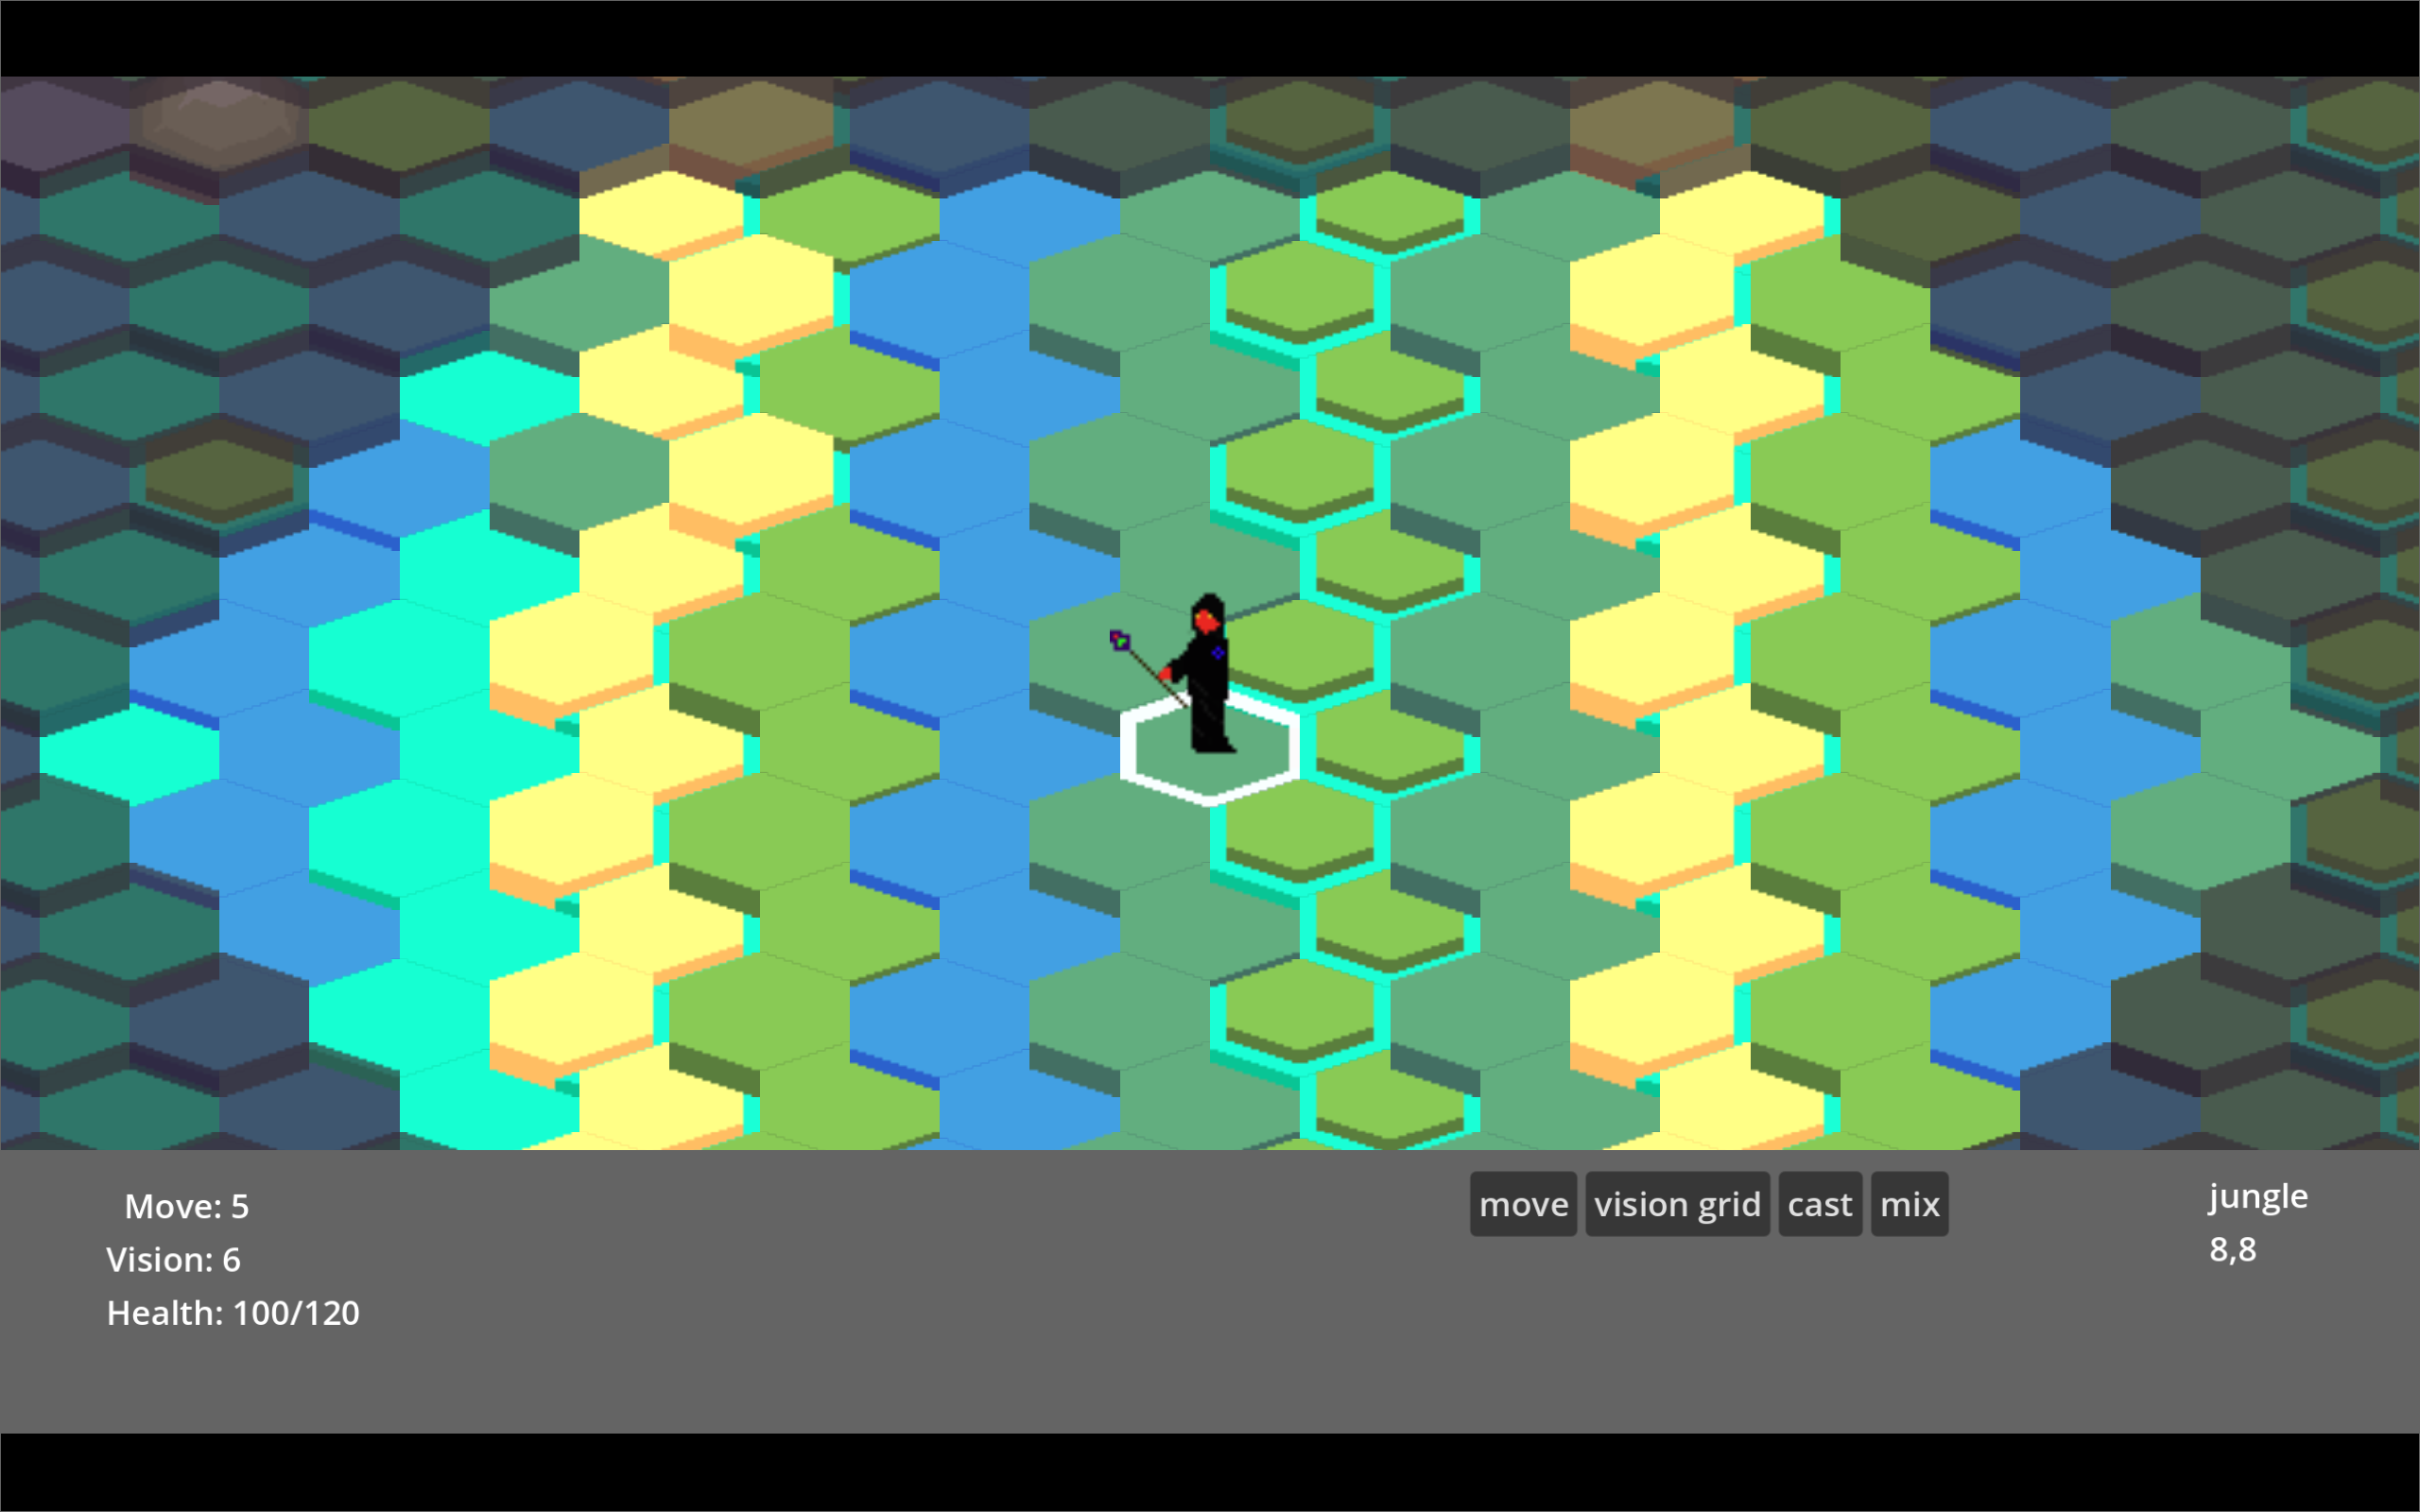 Move: 5
Vision: 6
Health: 100/120
move
vision grid
cast
mix
jungle
8,8